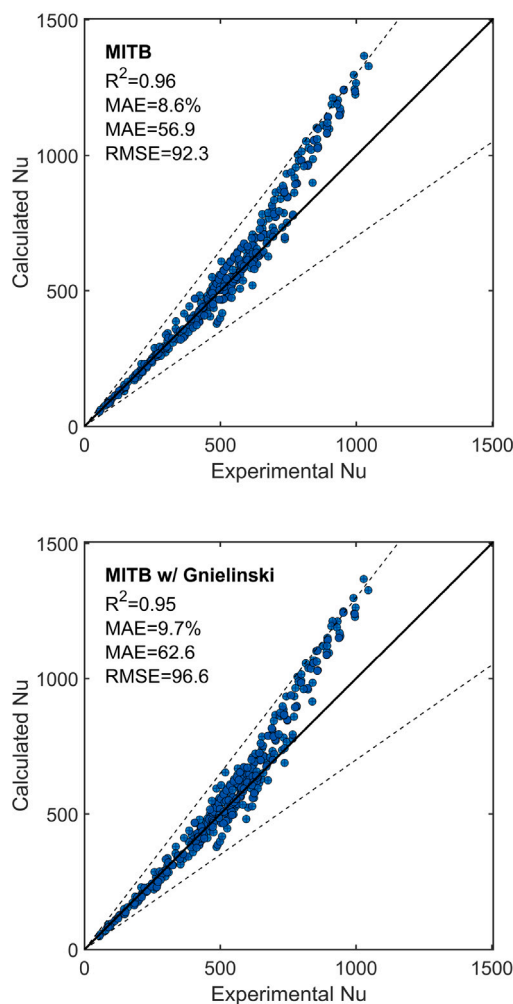 1500
MITB
R²=0.96
MAE=8.6%
MAE=56.9
RMSE=92.3
1000
Calculated Nu
500
0
0 500 1000 1500
Experimental Nu
1500
MITB w/ Gnielinski
R²=0.95
MAE=9.7%
MAE=62.6
RMSE=96.6
1000
Calculated Nu
500
0
0 500 1000 1500
Experimental Nu